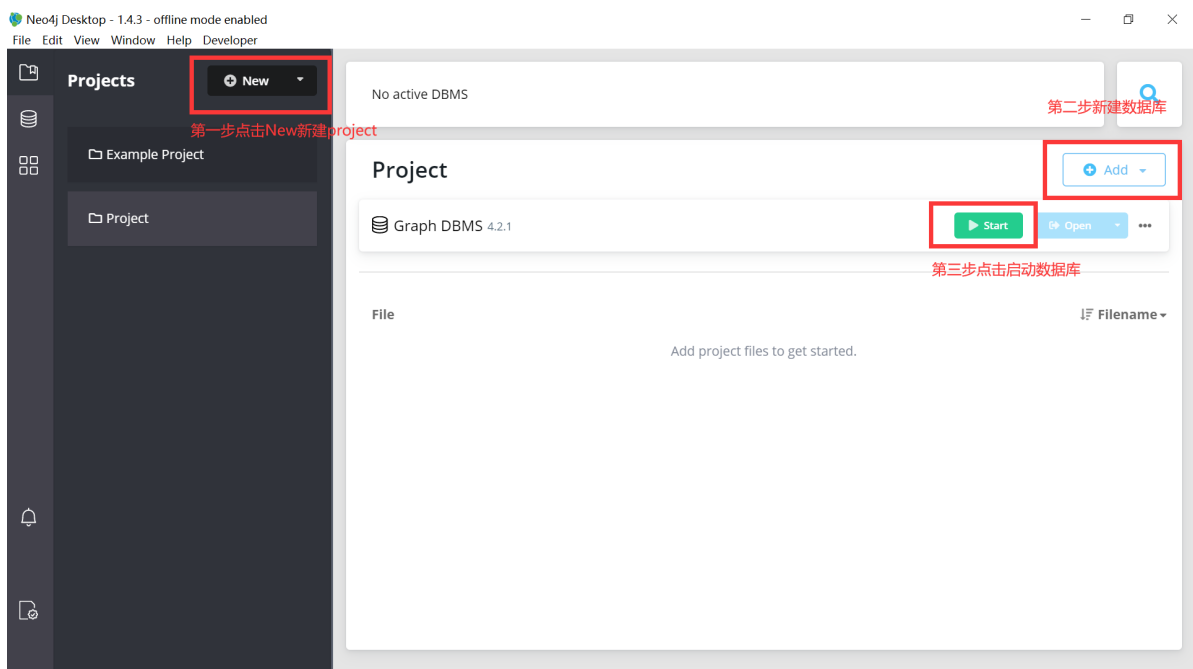 Neo4j Desktop - 1.4.3 - offline mode enabled
File Edit View Window Help Developer
Projects
New
第一步点击New新建project
Example Project
Project
No active DBMS
第二步新建数据库
Project
Add
Graph DBMS 4.2.1
Start
Open
第三步点击启动数据库
File
Filename
Add project files to get started.